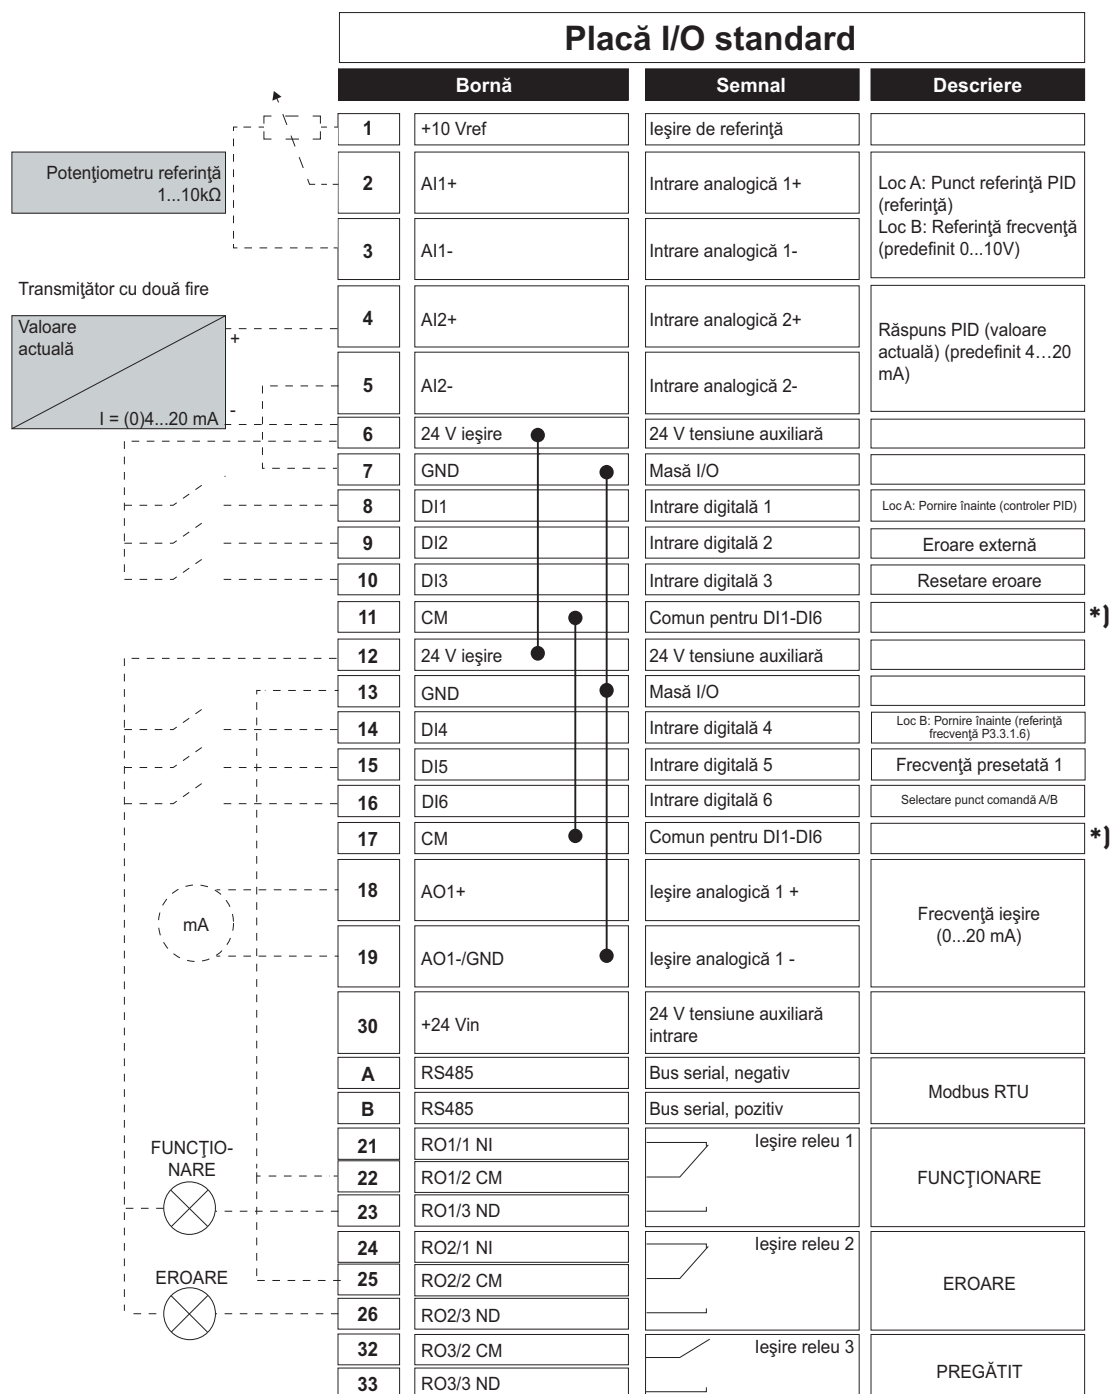 Placă I/O standard
Bornă Semnal Descriere
1 +10 Vref Ieşire de referinţă
Potenţiometru referinţă
1...10kΩ
2 AI1+ Intrare analogică 1+
3 AI1- Intrare analogică 1-
Loc A: Punct referinţă PID
(referinţă)
Loc B: Referinţă frecvenţă
(predefinit 0...10V)
Transmiţător cu două fire
Valoare
actuală
+
-
I = (0)4...20 mA
4 AI2+ Intrare analogică 2+
5 AI2- Intrare analogică 2-
Răspuns PID (valoare
actuală) (predefinit 4…20
mA)
6 24 V ieşire 24 V tensiune auxiliară
7 GND Masă I/O
8 DI1 Intrare digitală 1 Loc A: Pornire înainte (controler PID)
9 DI2 Intrare digitală 2 Eroare externă
10 DI3 Intrare digitală 3 Resetare eroare
11 CM Comun pentru DI1-DI6 *)
12 24 V ieşire 24 V tensiune auxiliară
13 GND Masă I/O
14 DI4 Intrare digitală 4
Loc B: Pornire înainte (referinţă
frecvenţă P3.3.1.6)
15 DI5 Intrare digitală 5 Frecvenţă presetată 1
16 DI6 Intrare digitală 6 Selectare punct comandă A/B
17 CM Comun pentru DI1-DI6 *)
mA
18 AO1+ Ieşire analogică 1 +
19 AO1-/GND Ieşire analogică 1 -
Frecvenţă ieşire
(0...20 mA)
30 +24 Vin
24 V tensiune auxiliară
intrare
A RS485 Bus serial, negativ
B RS485 Bus serial, pozitiv
Modbus RTU
FUNCŢIO-
NARE
21 RO1/1 NI Ieşire releu 1
22 RO1/2 CM FUNCŢIONARE
23 RO1/3 ND
24 RO2/1 NI Ieşire releu 2
EROARE
25 RO2/2 CM EROARE
26 RO2/3 ND
32 RO3/2 CM Ieşire releu 3
33 RO3/3 ND PREGĂTIT